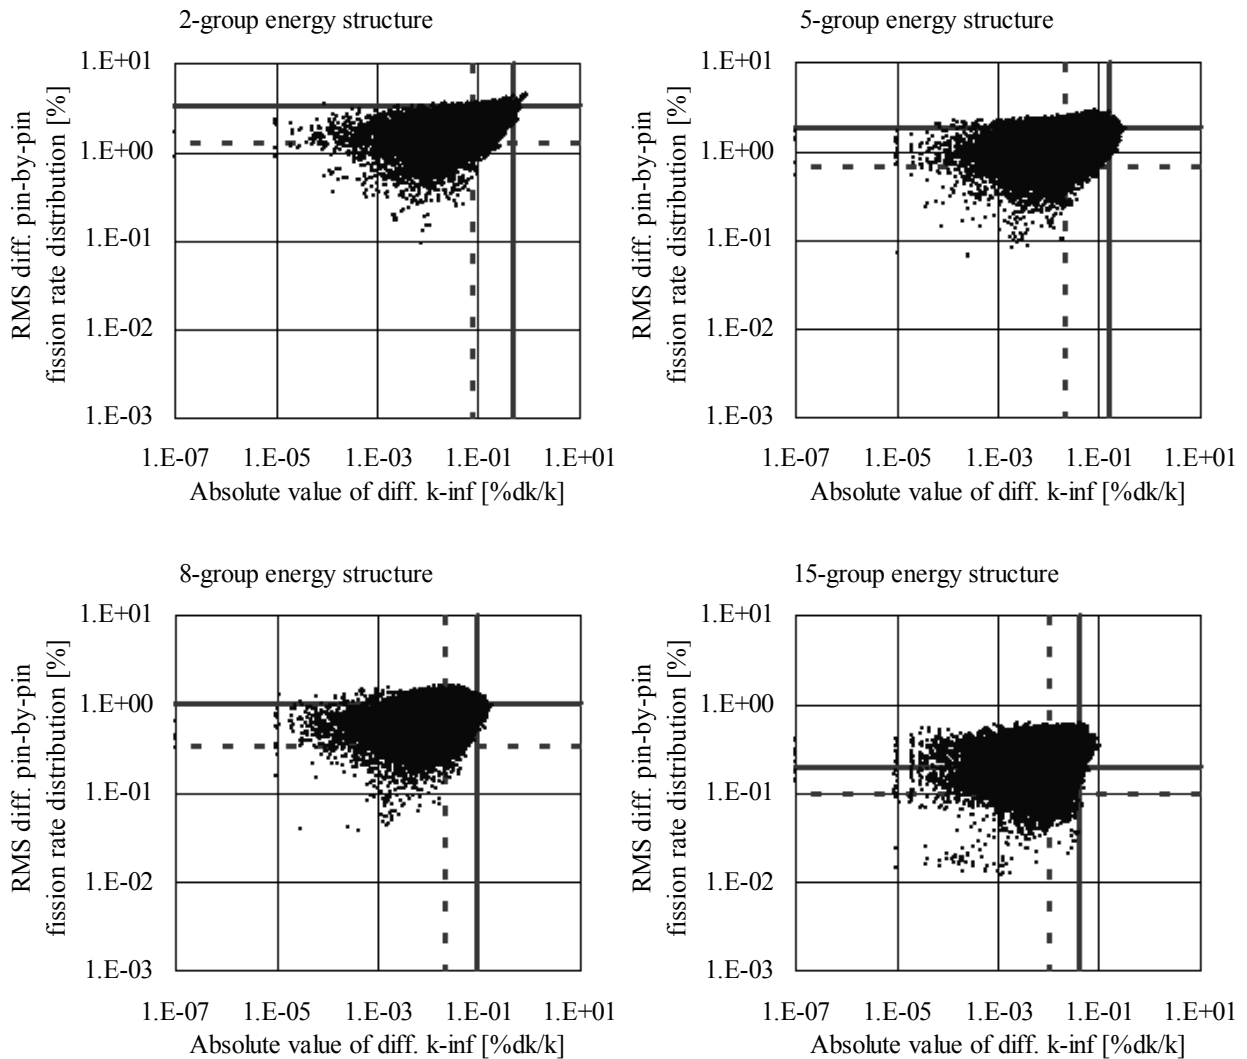 2-group energy structure
RMS diff. pin-by-pin
fission rate distribution [%]
1.E+01
1.E+00
1.E-01
1.E-02
1.E-03
1.E-07 1.E-05 1.E-03 1.E-01 1.E+01
Absolute value of diff. k-inf [%dk/k]
5-group energy structure
RMS diff. pin-by-pin
fission rate distribution [%]
1.E+01
1.E+00
1.E-01
1.E-02
1.E-03
1.E-07 1.E-05 1.E-03 1.E-01 1.E+01
Absolute value of diff. k-inf [%dk/k]
8-group energy structure
RMS diff. pin-by-pin
fission rate distribution [%]
1.E+01
1.E+00
1.E-01
1.E-02
1.E-03
1.E-07 1.E-05 1.E-03 1.E-01 1.E+01
Absolute value of diff. k-inf [%dk/k]
15-group energy structure
RMS diff. pin-by-pin
fission rate distribution [%]
1.E+01
1.E+00
1.E-01
1.E-02
1.E-03
1.E-07 1.E-05 1.E-03 1.E-01 1.E+01
Absolute value of diff. k-inf [%dk/k]